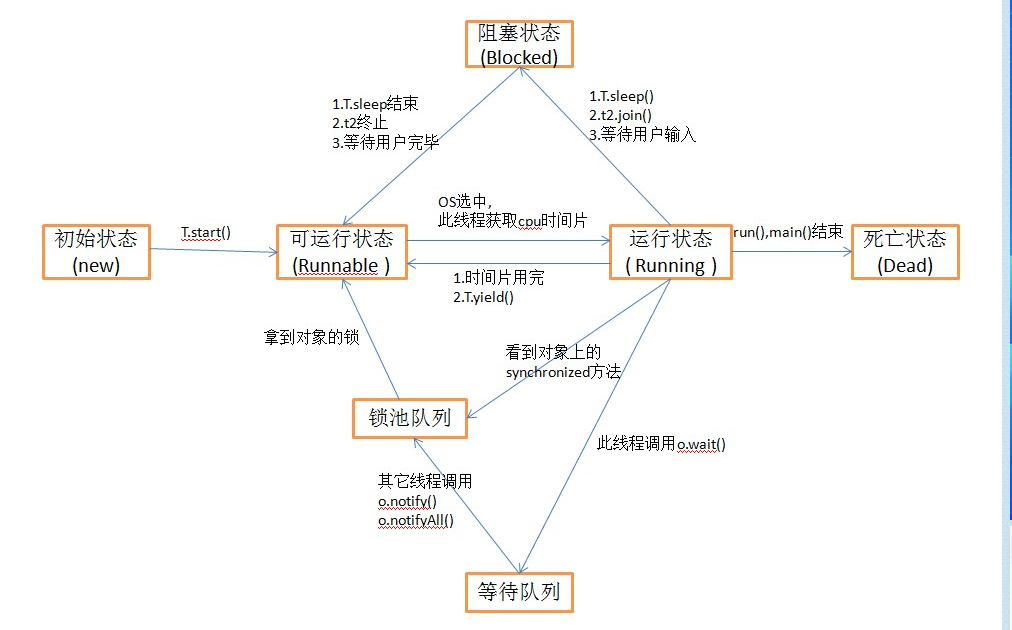 阻塞状态
(Blocked)
1.T.sleep结束
2.t2终止
3.等待用户完毕
1.T.sleep()
2.t2.join()
3.等待用户输入
OS选中,
此线程获取cpu时间片
初始状态
(new)
T.start()
可运行状态
(Runnable )
运行状态
( Running )
run(),main()结束
死亡状态
(Dead)
1.时间片用完
2.T.yield()
拿到对象的锁
看到对象上的
synchronized方法
锁池队列
此线程调用o.wait()
其它线程调用
o.notify()
o.notifyAll()
等待队列